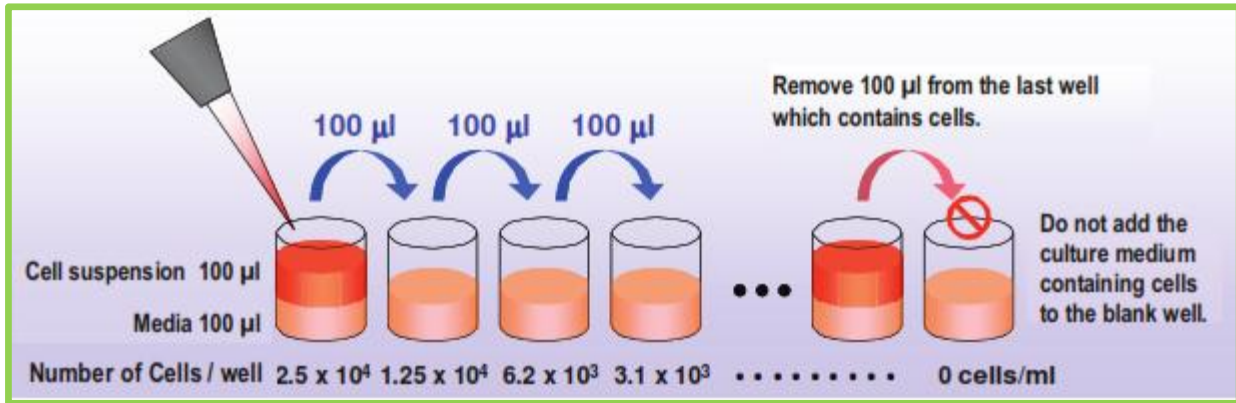 Remove 100 µl from the last well
which contains cells.
100 µl 100 µl 100 µl
Do not add the
culture medium
containing cells
to the blank well.
Cell suspension 100 µl
Media 100 µl
Number of Cells / well 2.5 x 10⁴ 1.25 x 10⁴ 6.2 x 10³ 3.1 x 10³ ......... 0 cells/ml